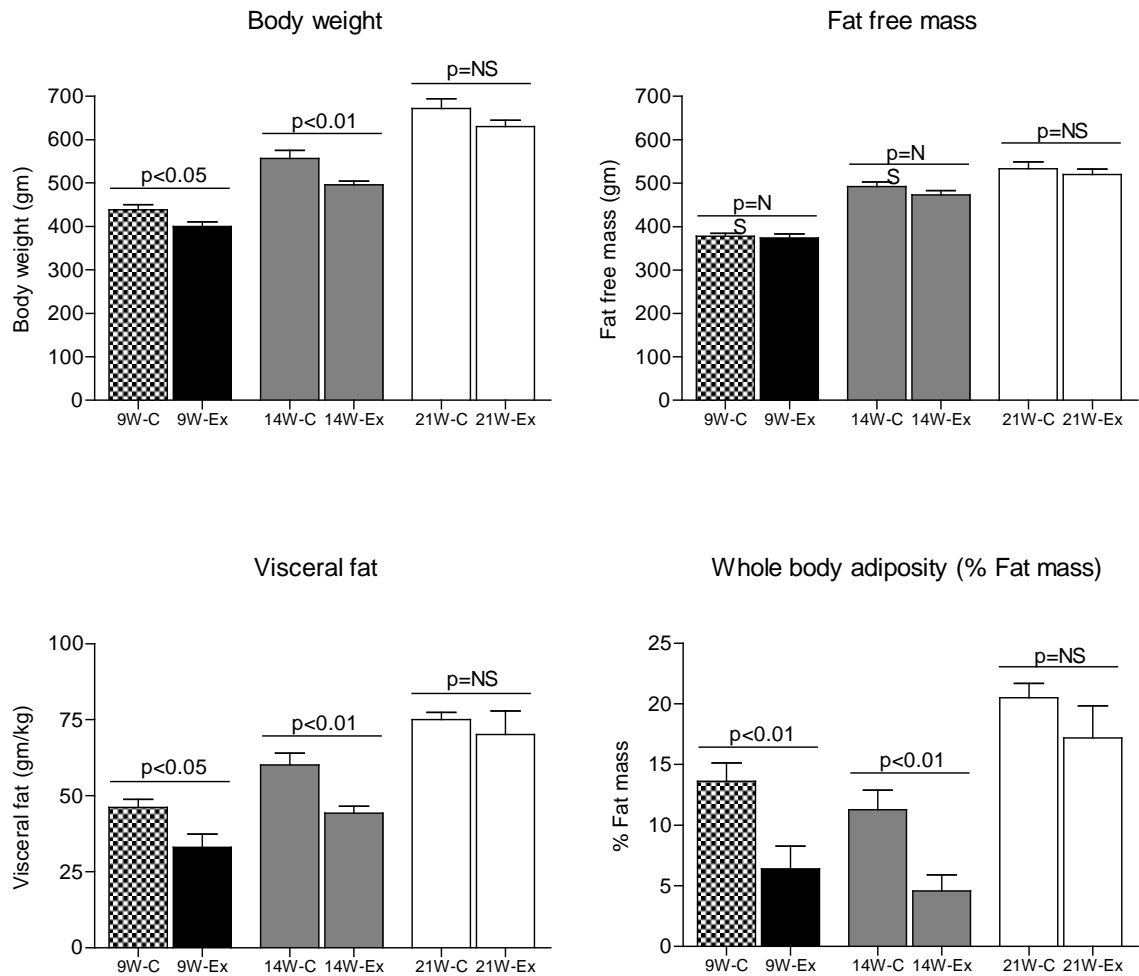 Body weight
Body weight (gm)
700
600
500
400
300
200
100
0
p<0.05
p<0.01
p=NS
9W-C 9W-Ex 14W-C 14W-Ex 21W-C 21W-Ex
Fat free mass
Fat free mass (gm)
700
600
500
400
300
200
100
0
p=N
S
p=N
S
p=NS
9W-C 9W-Ex 14W-C 14W-Ex 21W-C 21W-Ex
Visceral fat
Visceral fat (gm/kg)
100
75
50
25
0
p<0.05
p<0.01
p=NS
9W-C 9W-Ex 14W-C 14W-Ex 21W-C 21W-Ex
Whole body adiposity (% Fat mass)
% Fat mass
25
20
15
10
5
0
p<0.01
p<0.01
p=NS
9W-C 9W-Ex 14W-C 14W-Ex 21W-C 21W-Ex